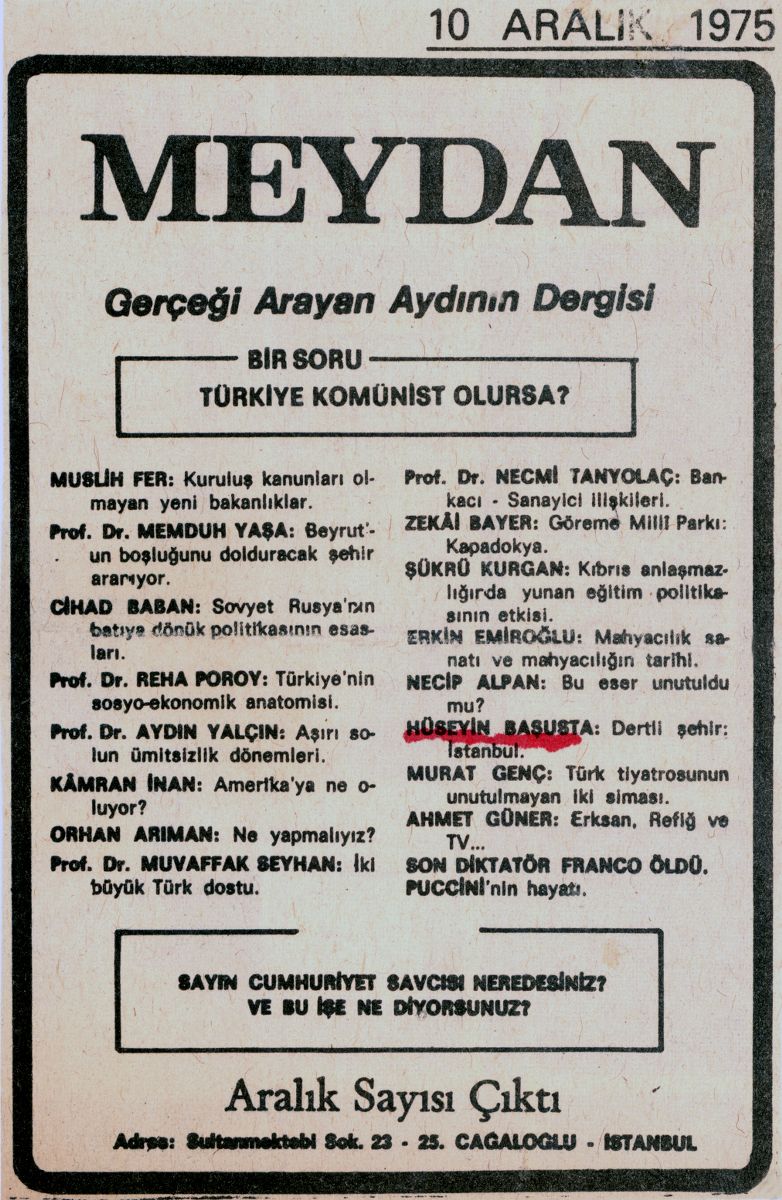 10 ARALIK 1975
MEYDAN
Gerçeği Arayan Aydının Dergisi
BİR SORU
TÜRKİYE KOMÜNİST OLURSA?
MUSLİH FER: Kuruluş kanunları ol-
mayan yeni bakanlıklar.
Prof. Dr. MEMDUH YAŞA: Beyrut'-
un boşluğunu dolduracak şehir
aranıyor.
CİHAD BABAN: Sovyet Rusya'nın
batıya dönük politikasının esas-
ları.
Prof. Dr. REHA POROY: Türkiye'nin
sosyo-ekonomik anatomisi.
Prof. Dr. AYDIN YALÇIN: Aşırı so-
lun ümitsizlik dönemleri.
KÂMRAN İNAN: Amerika'ya ne o-
luyor?
ORHAN ARIMAN: Ne yapmalıyız?
Prof. Dr. MUVAFFAK SEYHAN: İki
büyük Türk dostu.
Prof. Dr. NECMİ TANYOLAÇ: Ban-
kacı - Sanayici ilişkileri.
ZEKÂİ BAYER: Göreme Millî Parkı:
Kapadokya.
ŞÜKRÜ KURGAN: Kıbrıs anlaşmaz-
lığında yunan eğitim politika-
sının etkisi.
ERKİN EMİROĞLU: Mahyacılık sa-
natı ve mahyacılığın tarihi.
NECİP ALPAN: Bu eser unutuldu
mu?
HÜSEYİN BAŞUSTA: Dertli şehir:
İstanbul.
MURAT GENÇ: Türk tiyatrosunun
unutulmayan iki siması.
AHMET GÜNER: Erksan, Refiğ ve
TV...
SON DİKTATÖR FRANCO ÖLDÜ.
PUCCİNİ'nin hayatı.
SAYIN CUMHURİYET SAVCISI NEREDESİNİZ?
VE BU İŞE NE DİYORSUNUZ?
Aralık Sayısı Çıktı
Adres: Sultanmektebi Sok. 23 - 25. CAĞALOĞLU - İSTANBUL